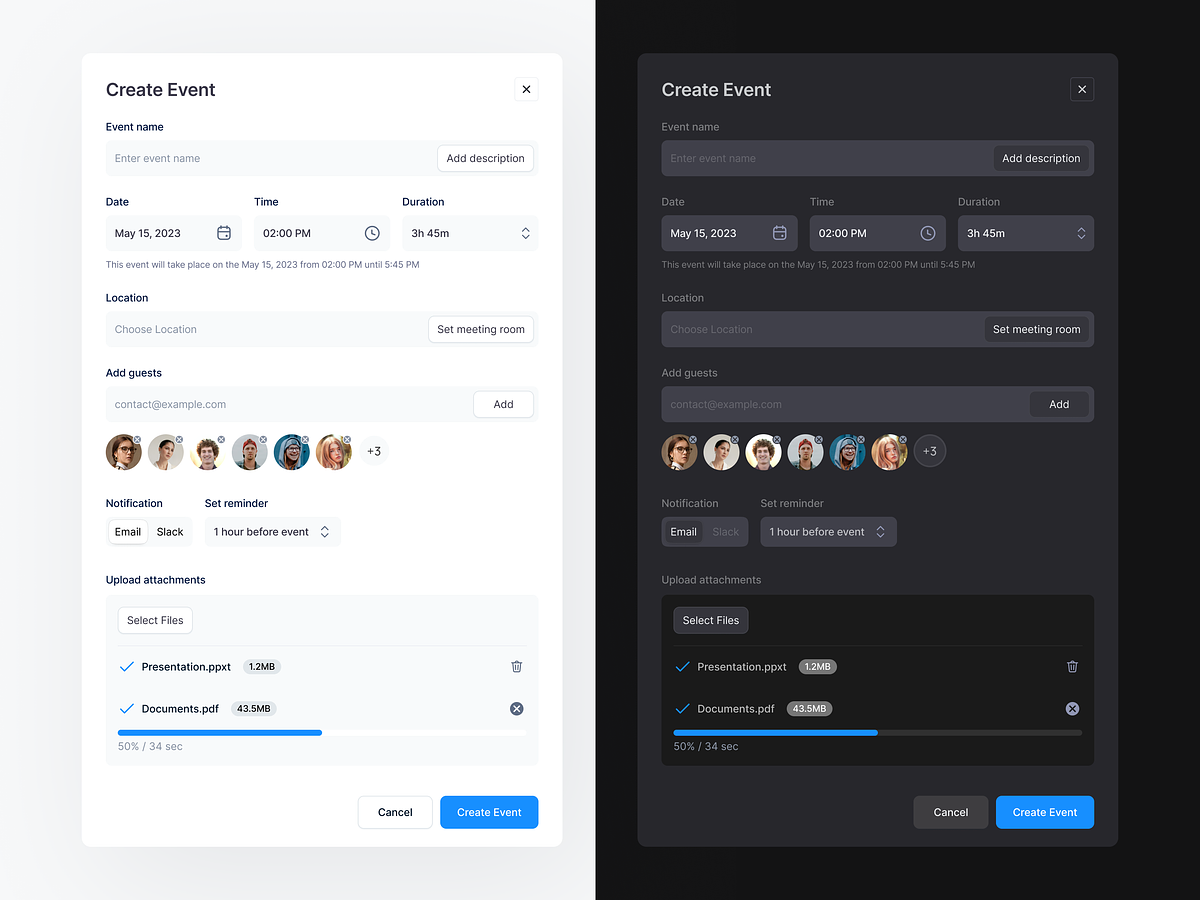 Create Event
Event name
Enter event name
Add description
Date
Time
Duration
May 15, 2023
02:00 PM
3h 45m
This event will take place on the May 15, 2023 from 02:00 PM until 5:45 PM
Location
Choose Location
Set meeting room
Add guests
contact@example.com
Add
+3
Notification
Set reminder
Email
Slack
1 hour before event
Upload attachments
Select Files
Presentation.ppxt
1.2MB
Documents.pdf
43.5MB
50% / 34 sec
Cancel
Create Event
Create Event
Event name
Enter event name
Add description
Date
Time
Duration
May 15, 2023
02:00 PM
3h 45m
This event will take place on the May 15, 2023 from 02:00 PM until 5:45 PM
Location
Choose Location
Set meeting room
Add guests
contact@example.com
Add
+3
Notification
Set reminder
Email
Slack
1 hour before event
Upload attachments
Select Files
Presentation.ppxt
1.2MB
Documents.pdf
43.5MB
50% / 34 sec
Cancel
Create Event